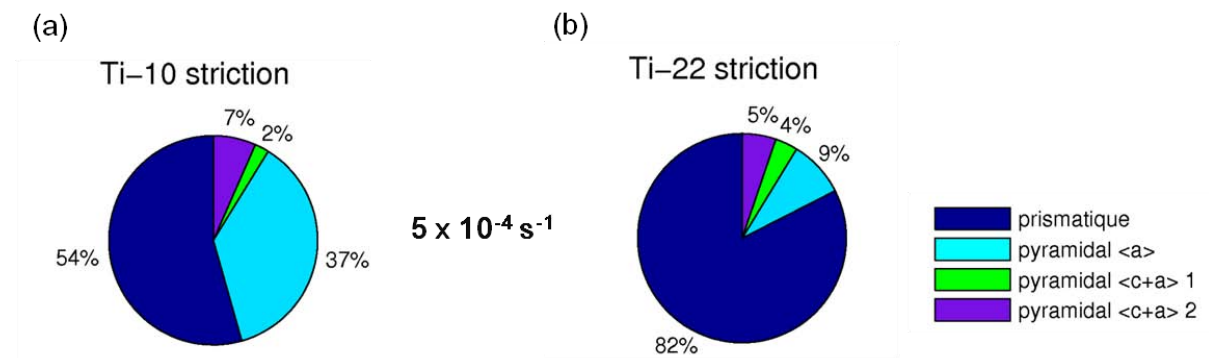 (a)
Ti−10 striction
7%
2%
37%
54%
5 x 10⁻⁴ s⁻¹
(b)
Ti−22 striction
5%
4%
9%
82%
prismatique
pyramidal <a>
pyramidal <c+a> 1
pyramidal <c+a> 2